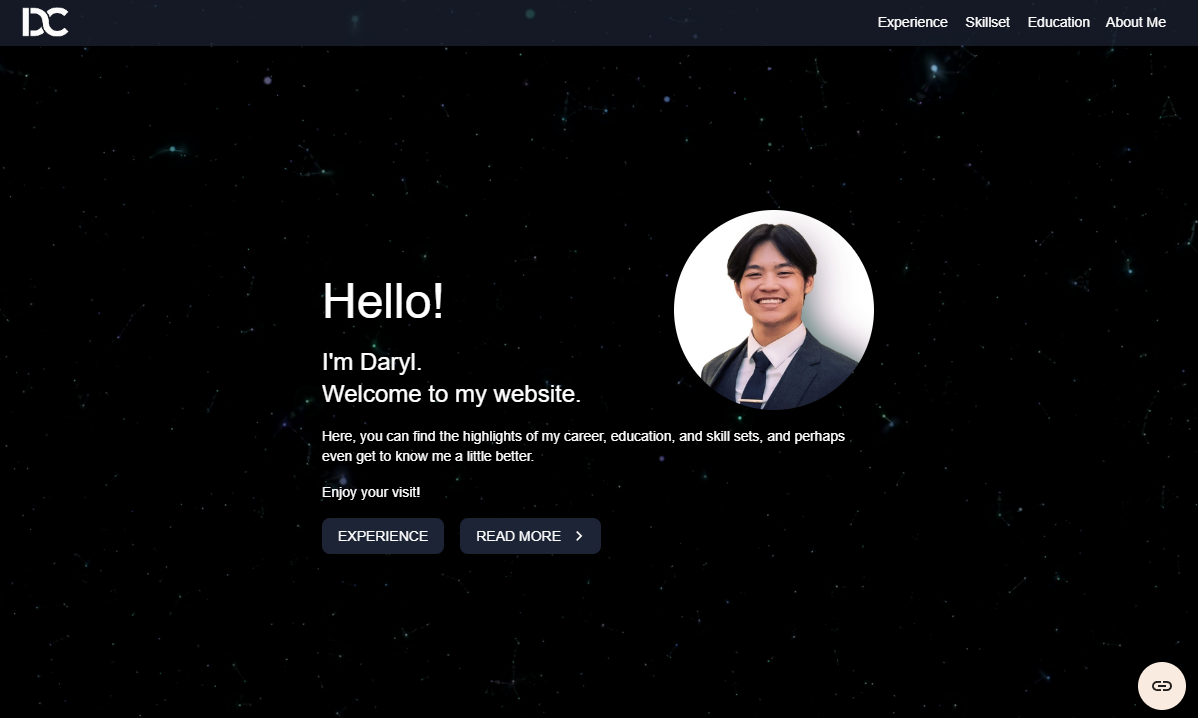 DC
Experience Skillset Education About Me
Hello!
I'm Daryl.
Welcome to my website.
Here, you can find the highlights of my career, education, and skill sets, and perhaps
even get to know me a little better.
Enjoy your visit!
EXPERIENCE READ MORE